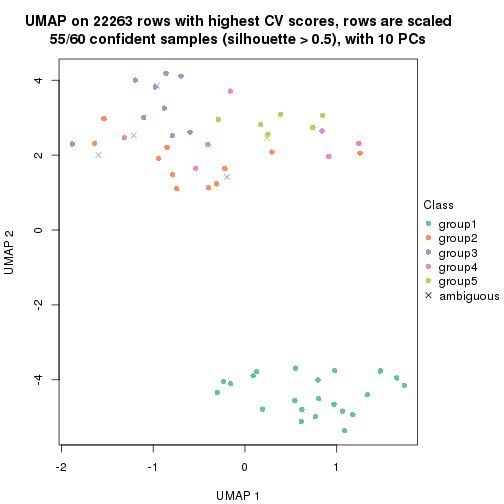 UMAP on 22263 rows with highest CV scores, rows are scaled
55/60 confident samples (silhouette > 0.5), with 10 PCs
4
2
0
-2
-4
UMAP 2
-2
-1
0
1
UMAP 1
Class
group1
group2
group3
group4
group5
ambiguous